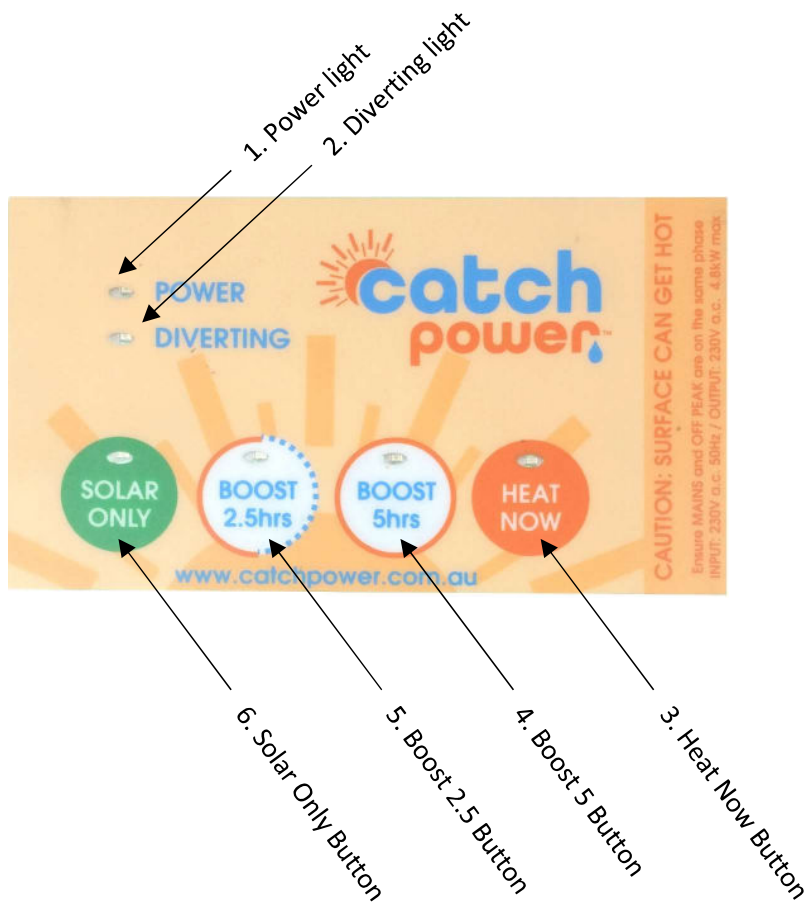 1. Power light
2. Diverting light
POWER
DIVERTING
catch
power™
SOLAR
ONLY
BOOST
2.5hrs
BOOST
5hrs
HEAT
NOW
www.catchpower.com.au
CAUTION: SURFACE CAN GET HOT
Ensure MAINS and OFF PEAK are on the same phase
INPUT: 230V a.c. 50Hz / OUTPUT: 230V a.c. 4.8kW max
6. Solar Only Button
5. Boost 2.5 Button
4. Boost 5 Button
3. Heat Now Button